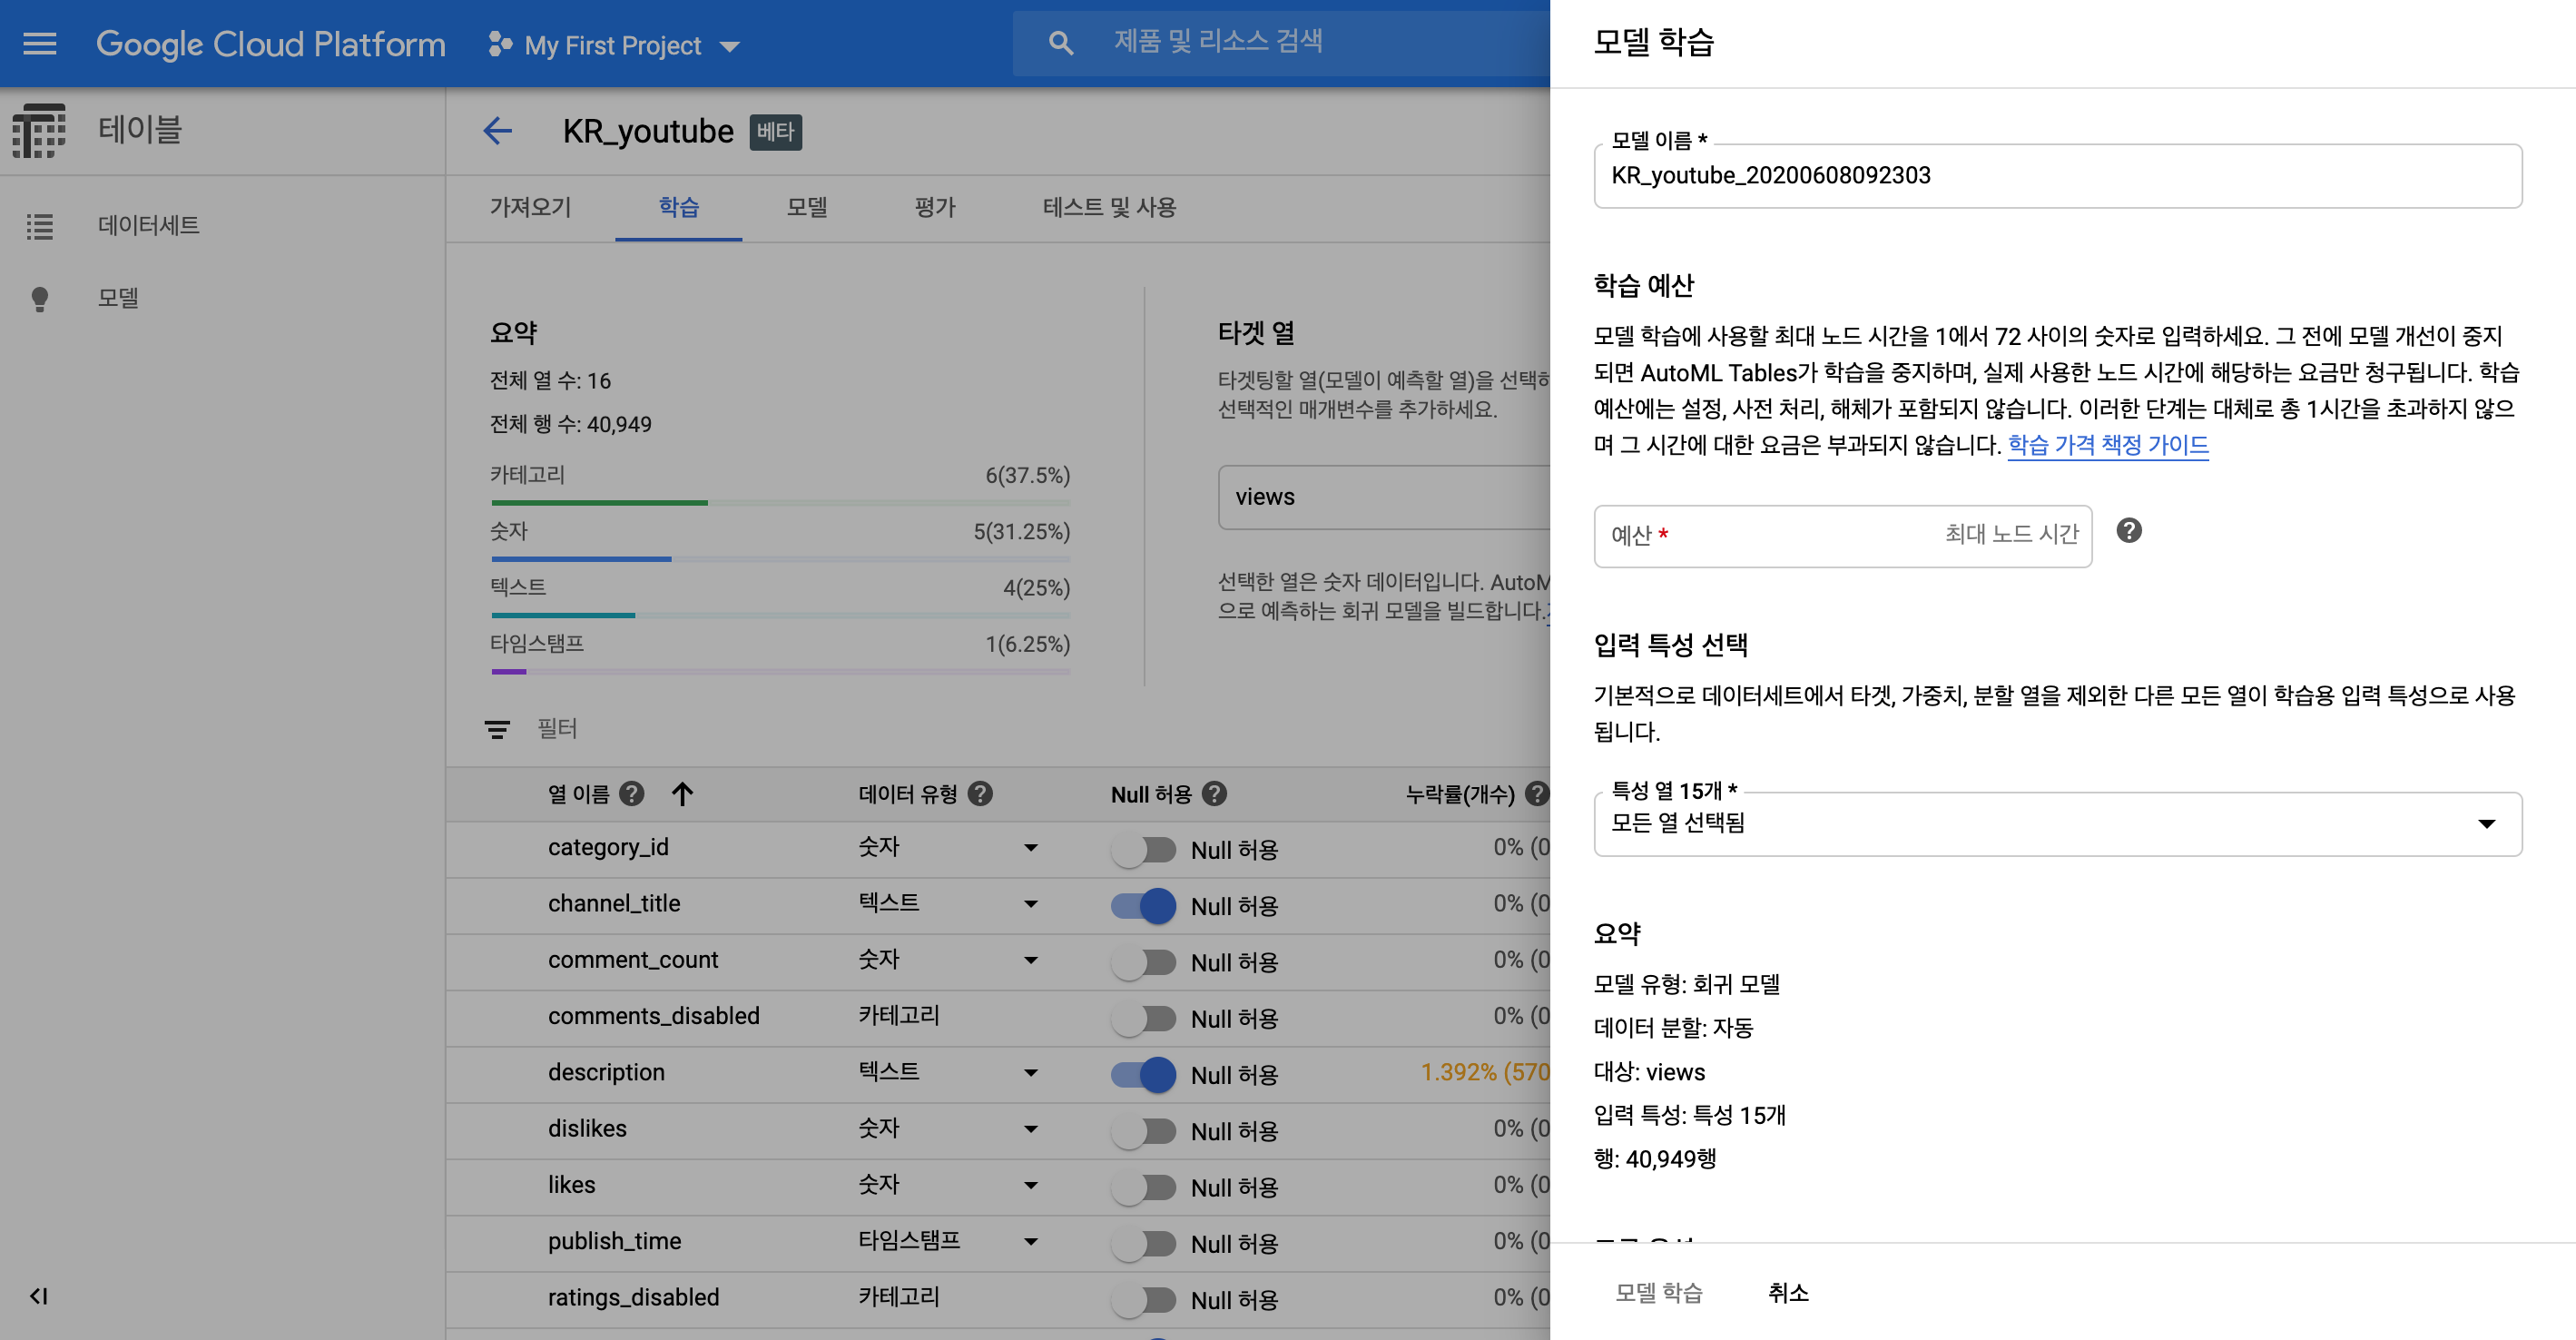 Google Cloud Platform
My First Project
제품 및 리소스 검색
테이블
데이터세트
모델
KR_youtube 베타
가져오기 학습 모델 평가 테스트 및 사용
요약
전체 열 수: 16
전체 행 수: 40,949
카테고리 6(37.5%)
숫자 5(31.25%)
텍스트 4(25%)
타임스탬프 1(6.25%)
타겟 열
타겟팅할 열(모델이 예측할 열)을 선택하
선택적인 매개변수를 추가하세요.
views
선택한 열은 숫자 데이터입니다. AutoM
으로 예측하는 회귀 모델을 빌드합니다.
필터
열 이름 데이터 유형 Null 허용 누락률(개수)
category_id 숫자 Null 허용 0% (0
channel_title 텍스트 Null 허용 0% (0
comment_count 숫자 Null 허용 0% (0
comments_disabled 카테고리 Null 허용 0% (0
description 텍스트 Null 허용 1.392% (570
dislikes 숫자 Null 허용 0% (0
likes 숫자 Null 허용 0% (0
publish_time 타임스탬프 Null 허용 0% (0
ratings_disabled 카테고리 Null 허용 0% (0
모델 학습
모델 이름 *
KR_youtube_20200608092303
학습 예산
모델 학습에 사용할 최대 노드 시간을 1에서 72 사이의 숫자로 입력하세요. 그 전에 모델 개선이 중지
되면 AutoML Tables가 학습을 중지하며, 실제 사용한 노드 시간에 해당하는 요금만 청구됩니다. 학습
예산에는 설정, 사전 처리, 해체가 포함되지 않습니다. 이러한 단계는 대체로 총 1시간을 초과하지 않으
며 그 시간에 대한 요금은 부과되지 않습니다. 학습 가격 책정 가이드
예산 * 최대 노드 시간
입력 특성 선택
기본적으로 데이터세트에서 타겟, 가중치, 분할 열을 제외한 다른 모든 열이 학습용 입력 특성으로 사용
됩니다.
특성 열 15개 *
모든 열 선택됨
요약
모델 유형: 회귀 모델
데이터 분할: 자동
대상: views
입력 특성: 특성 15개
행: 40,949행
모델 학습 취소